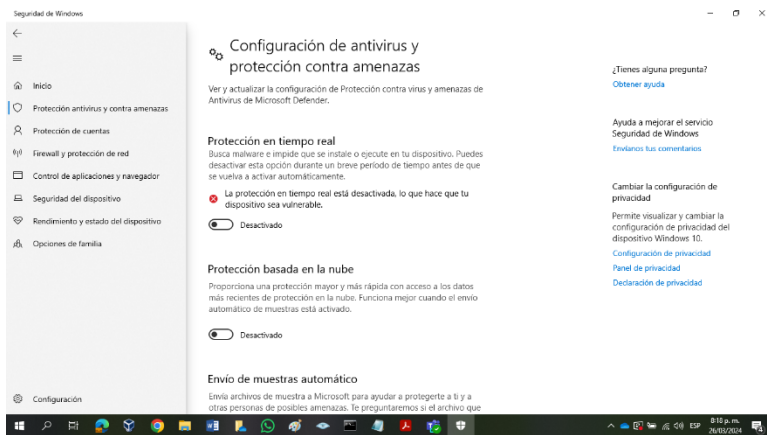 Seguridad de Windows
Inicio
Protección antivirus y contra amenazas
Protección de cuentas
Firewall y protección de red
Control de aplicaciones y navegador
Seguridad del dispositivo
Rendimiento y estado del dispositivo
Opciones de familia
Configuración
Configuración de antivirus y
protección contra amenazas
Ver y actualizar la configuración de Protección contra virus y amenazas de
Antivirus de Microsoft Defender.
Protección en tiempo real
Busca malware e impide que se instale o ejecute en tu dispositivo. Puedes
desactivar esta opción durante un breve período de tiempo antes de que
se vuelva a activar automáticamente.
La protección en tiempo real está desactivada, lo que hace que tu
dispositivo sea vulnerable.
Desactivado
Protección basada en la nube
Proporciona una protección mayor y más rápida con acceso a los datos
más recientes de protección en la nube. Funciona mejor cuando el envío
automático de muestras está activado.
Desactivado
Envío de muestras automático
Envía archivos de muestra a Microsoft para ayudar a protegerte a ti y a
otras personas de posibles amenazas. Te preguntaremos si el archivo que
¿Tienes alguna pregunta?
Obtener ayuda
Ayuda a mejorar el servicio
Seguridad de Windows
Envíanos tus comentarios
Cambiar la configuración de
privacidad
Permite visualizar y cambiar la
configuración de privacidad del
dispositivo Windows 10.
Configuración de privacidad
Panel de privacidad
Declaración de privacidad
ESP
8:18 p. m.
26/03/2024